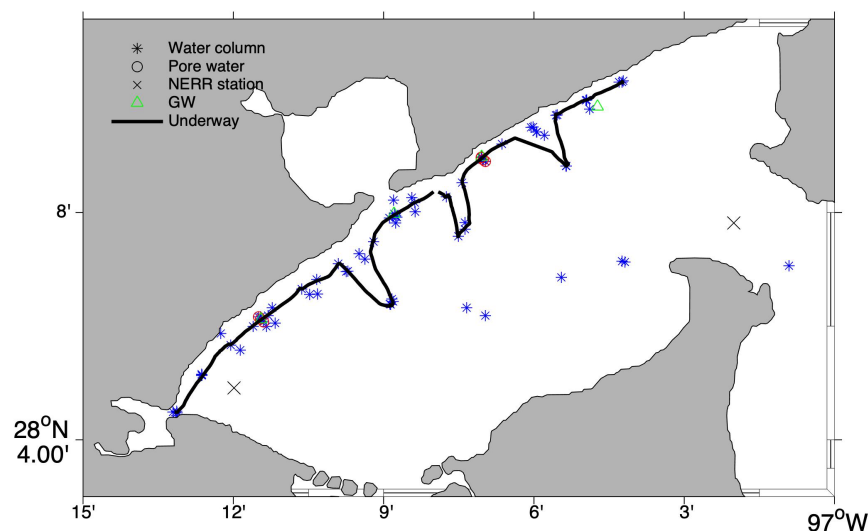 Water column
Pore water
NERR station
GW
Underway
8'
28°N
4.00'
15'
12'
9'
6'
3'
97°W